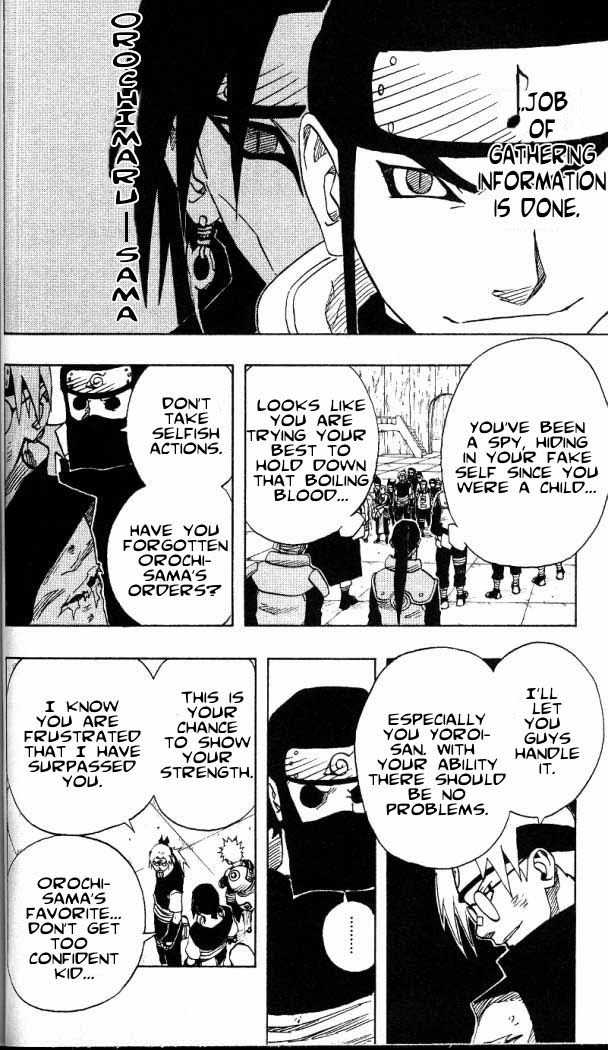 ..JOB
OF
GATHERING
INFORMATION
IS DONE.
OROCHIMARU-SAMA
YOU'VE BEEN
A SPY, HIDING
IN YOUR FAKE
SELF SINCE YOU
WERE A CHILD...
LOOKS LIKE
YOU ARE
TRYING YOUR
BEST TO
HOLD DOWN
THAT BOILING
BLOOD...
DON'T
TAKE
SELFISH
ACTIONS.
HAVE YOU
FORGOTTEN
OROCHI-
SAMA'S
ORDERS?
I'LL
LET
YOU
GUYS
HANDLE
IT.
ESPECIALLY
YOU YOROI-
SAN. WITH
YOUR ABILITY
THERE SHOULD
BE NO
PROBLEMS.
........
THIS IS
YOUR
CHANCE
TO SHOW
YOUR
STRENGTH.
I KNOW
YOU ARE
FRUSTRATED
THAT I HAVE
SURPASSED
YOU.
OROCHI-
SAMA'S
FAVORITE...
DON'T GET
TOO
CONFIDENT
KID...